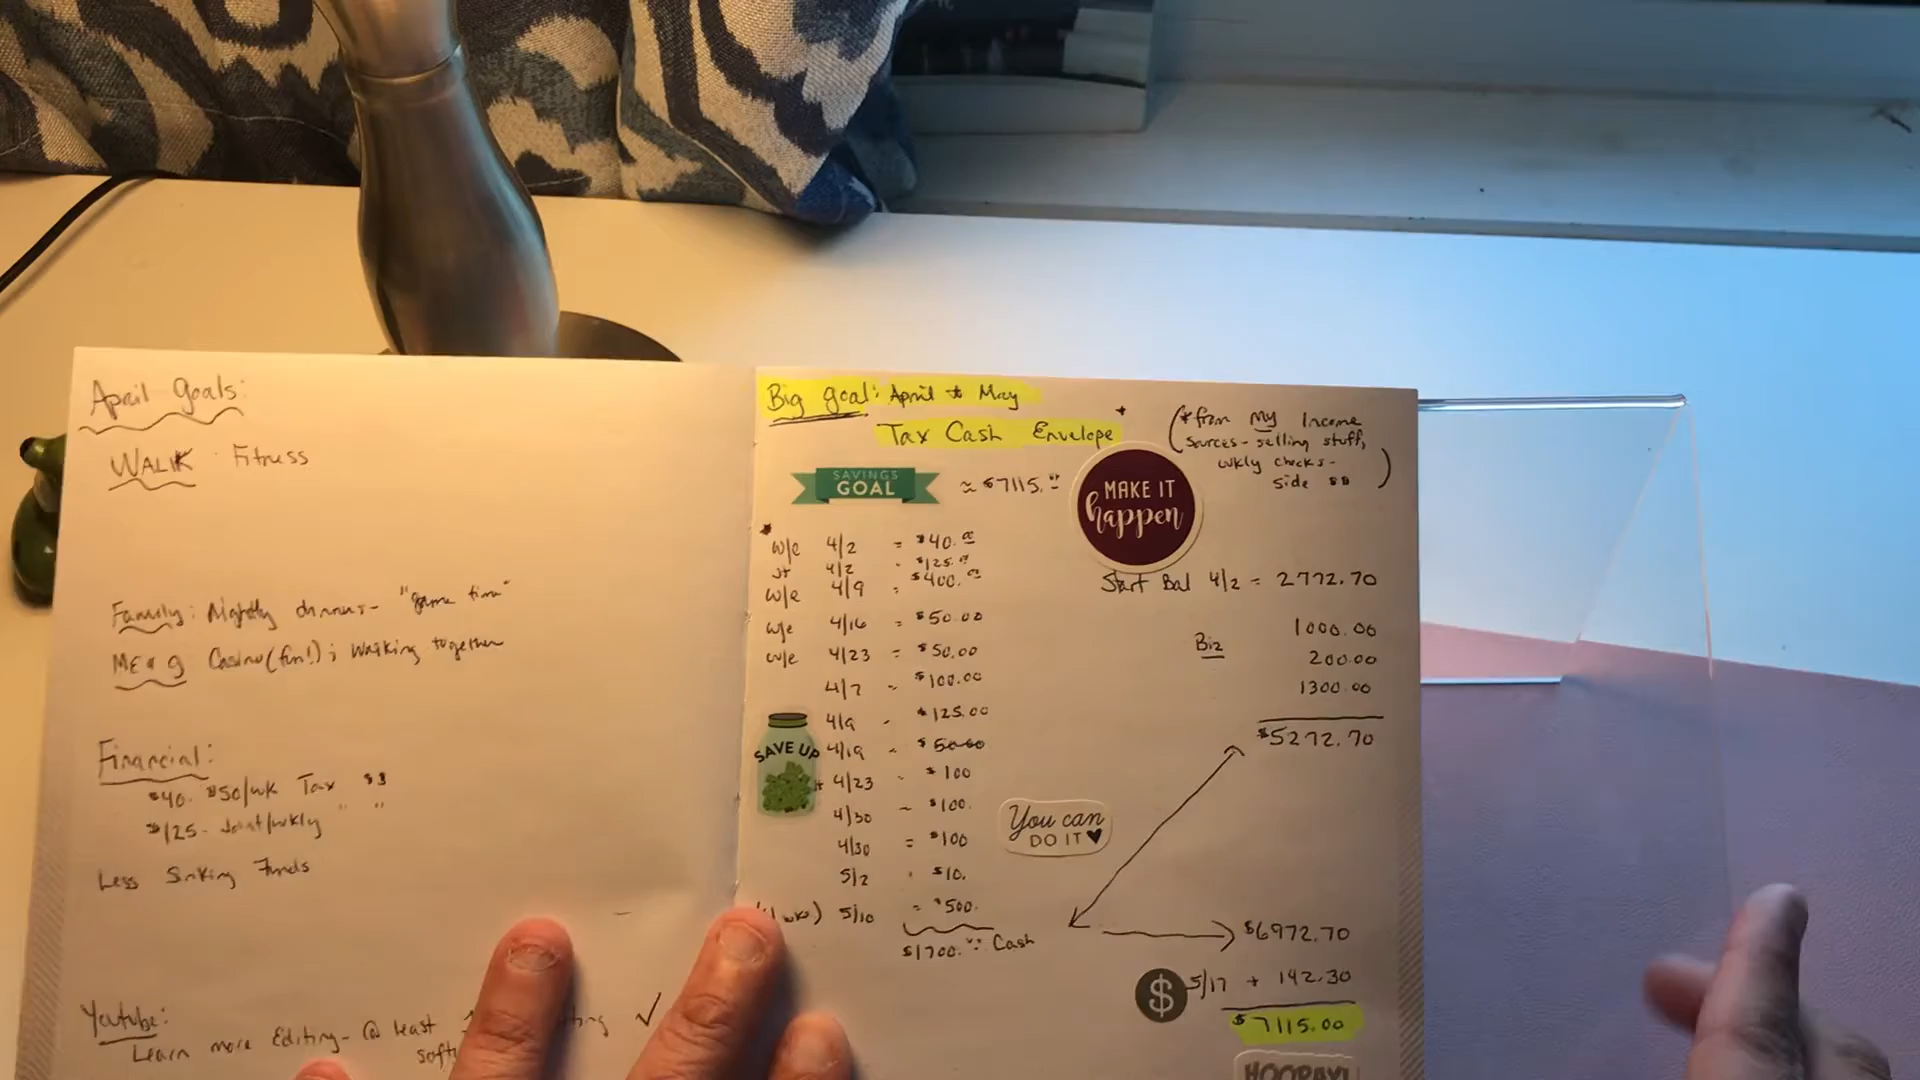 April Goals:
WALK Fitness
Family: Nightly dinners- "game time"
ME & g Casino (fun!); Walking together
Financial:
$40. $50/wk Tax $$
$125- Joint/wkly " "
Less Sinking Funds
Youtube:
Learn more Editing- @ least
Big Goal: April to May
Tax Cash Envelope
(*from My Income
Sources- selling stuff,
wkly checks-
side $$)
SAVINGS
GOAL
≈ $7115.00
MAKE IT
happen
w/e 4/2 = $40.00
Jt 4/2 = $125.00
w/e 4/9 = $400.00
w/e 4/16 = $50.00
w/e 4/23 = $50.00
4/7 - $100.00
4/9 - $125.00
4/19 - $50.00
4/23 - $100
4/30 - $100.
4/30 = $100
5/2 - $10.
5/10 = $500.
$1700.00 Cash
SAVE UP
You can
DO IT
Start Bal 4/2 = 2772.70
Biz
1000.00
200.00
1300.00
$5272.70
$6972.70
$
5/17 + 142.30
$7115.00
HOORAY!